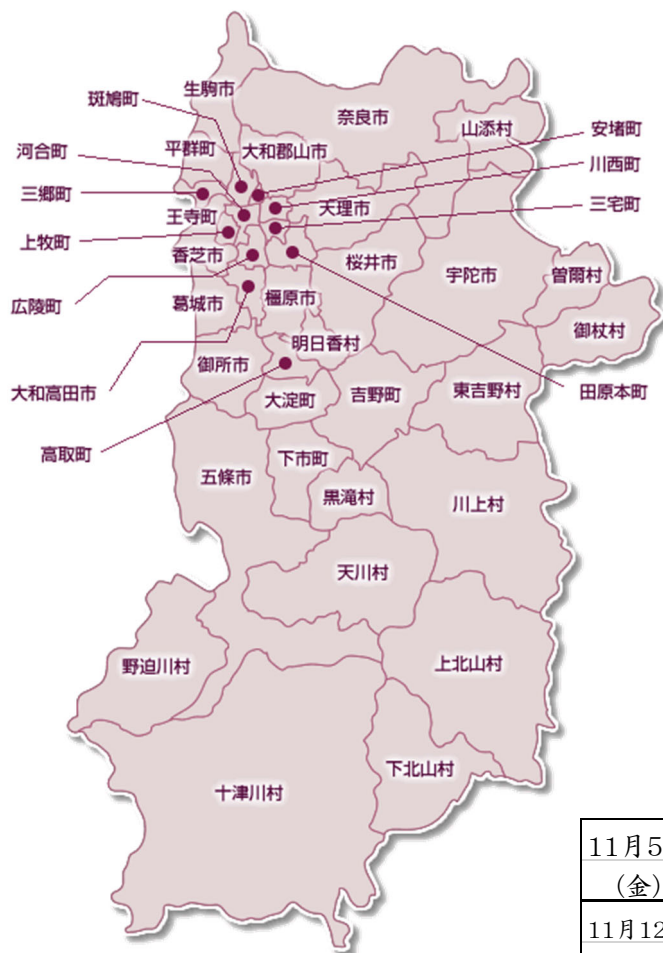 生駒市
斑鳩町
奈良市
山添村
安堵町
河合町
平群町
大和郡山市
川西町
三郷町
王寺町
天理市
三宅町
上牧町
香芝市
桜井市
宇陀市
曽爾村
広陵町
葛城市
橿原市
御杖村
明日香村
御所市
大和高田市
大淀町
吉野町
東吉野村
田原本町
高取町
五條市
下市町
黒滝村
川上村
天川村
野迫川村
上北山村
下北山村
十津川村
11月5
(金)
11月12